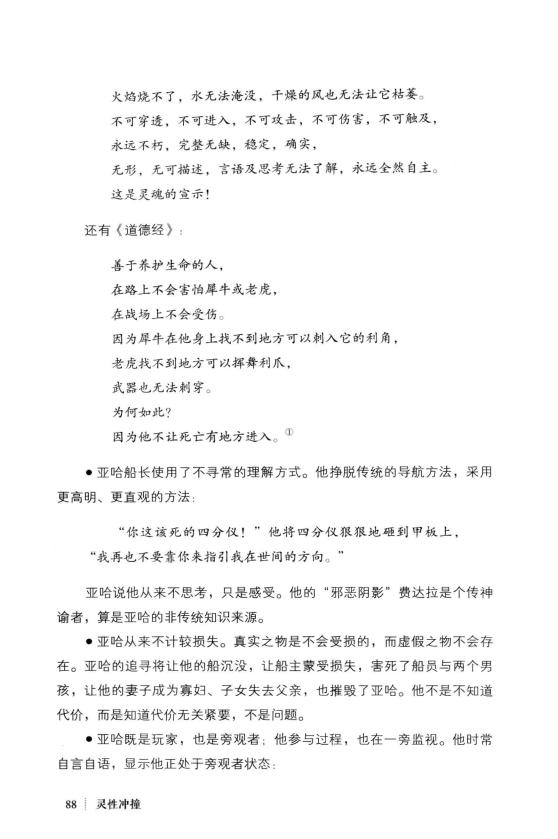 火焰烧不了，水无法淹没，干燥的风也无法让它枯萎。
不可穿透，不可进入，不可攻击，不可伤害，不可触及，
永远不朽，完整无缺，稳定，确实，
无形，无可描述，言语及思考无法了解，永远全然自主。
这是灵魂的宣示！
还有《道德经》：
善于养护生命的人，
在路上不会害怕犀牛或老虎，
在战场上不会受伤。
因为犀牛在他身上找不到地方可以刺入它的利角，
老虎找不到地方可以挥舞利爪，
武器也无法刺穿。
为何如此？
因为他不让死亡有地方进入。①
●亚哈船长使用了不寻常的理解方式。他挣脱传统的导航方法，采用
更高明、更直观的方法：
“你这该死的四分仪！”他将四分仪狠狠地砸到甲板上，
“我再也不要靠你来指引我在世间的方向。”
亚哈说他从来不思考，只是感受。他的“邪恶阴影”费达拉是个传神
谕者，算是亚哈的非传统知识来源。
●亚哈从来不计较损失。真实之物是不会受损的，而虚假之物不会存
在。亚哈的追寻将让他的船沉没，让船主蒙受损失，害死了船员与两个男
孩，让他的妻子成为寡妇、子女失去父亲，也摧毁了亚哈。他不是不知道
代价，而是知道代价无关紧要，不是问题。
●亚哈既是玩家，也是旁观者；他参与过程，也在一旁监视。他时常
自言自语，显示他正处于旁观者状态：
88 灵性冲撞